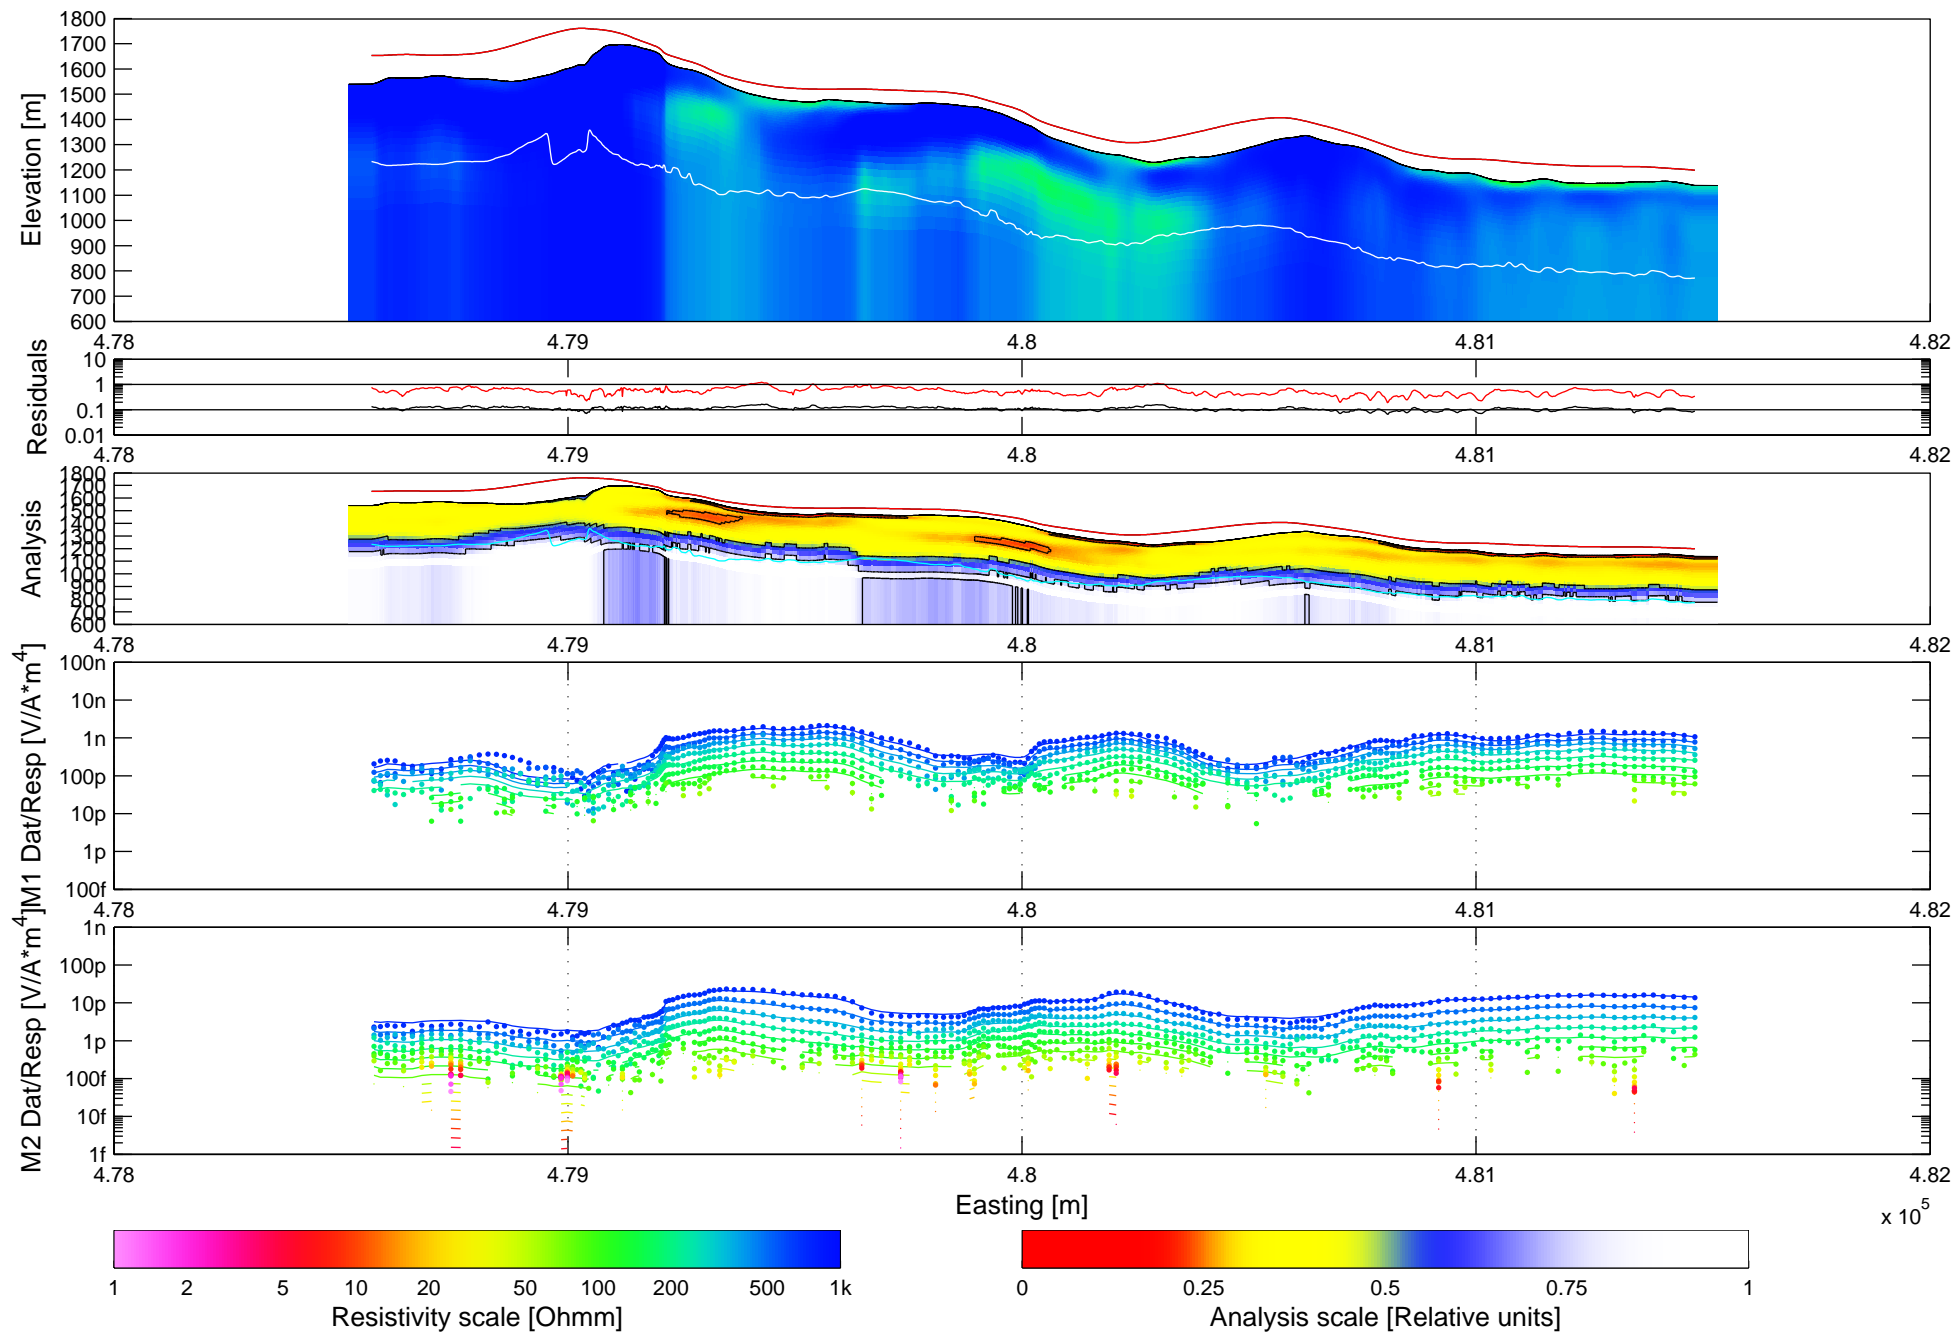 1800
1700
1600
1500
1400
1300
1200
1100
1000
900
800
700
600
Elevation [m]
4.78 4.79 4.8 4.81 4.82
10
1
0.1
0.01
Residuals
4.78 4.79 4.8 4.81 4.82
1800
1700
1600
1500
1400
1300
1200
1100
1000
900
800
700
600
Analysis
4.78 4.79 4.8 4.81 4.82
100n
10n
1n
100p
10p
1p
100f
M1 Dat/Resp [V/A*m^4]
4.78 4.79 4.8 4.81 4.82
1n
100p
10p
1p
100f
10f
1f
M2 Dat/Resp [V/A*m^4]
4.78 4.79 4.8 4.81 4.82
Easting [m]
x 10^5
1 2 5 10 20 50 100 200 500 1k
Resistivity scale [Ohmm]
0 0.25 0.5 0.75 1
Analysis scale [Relative units]